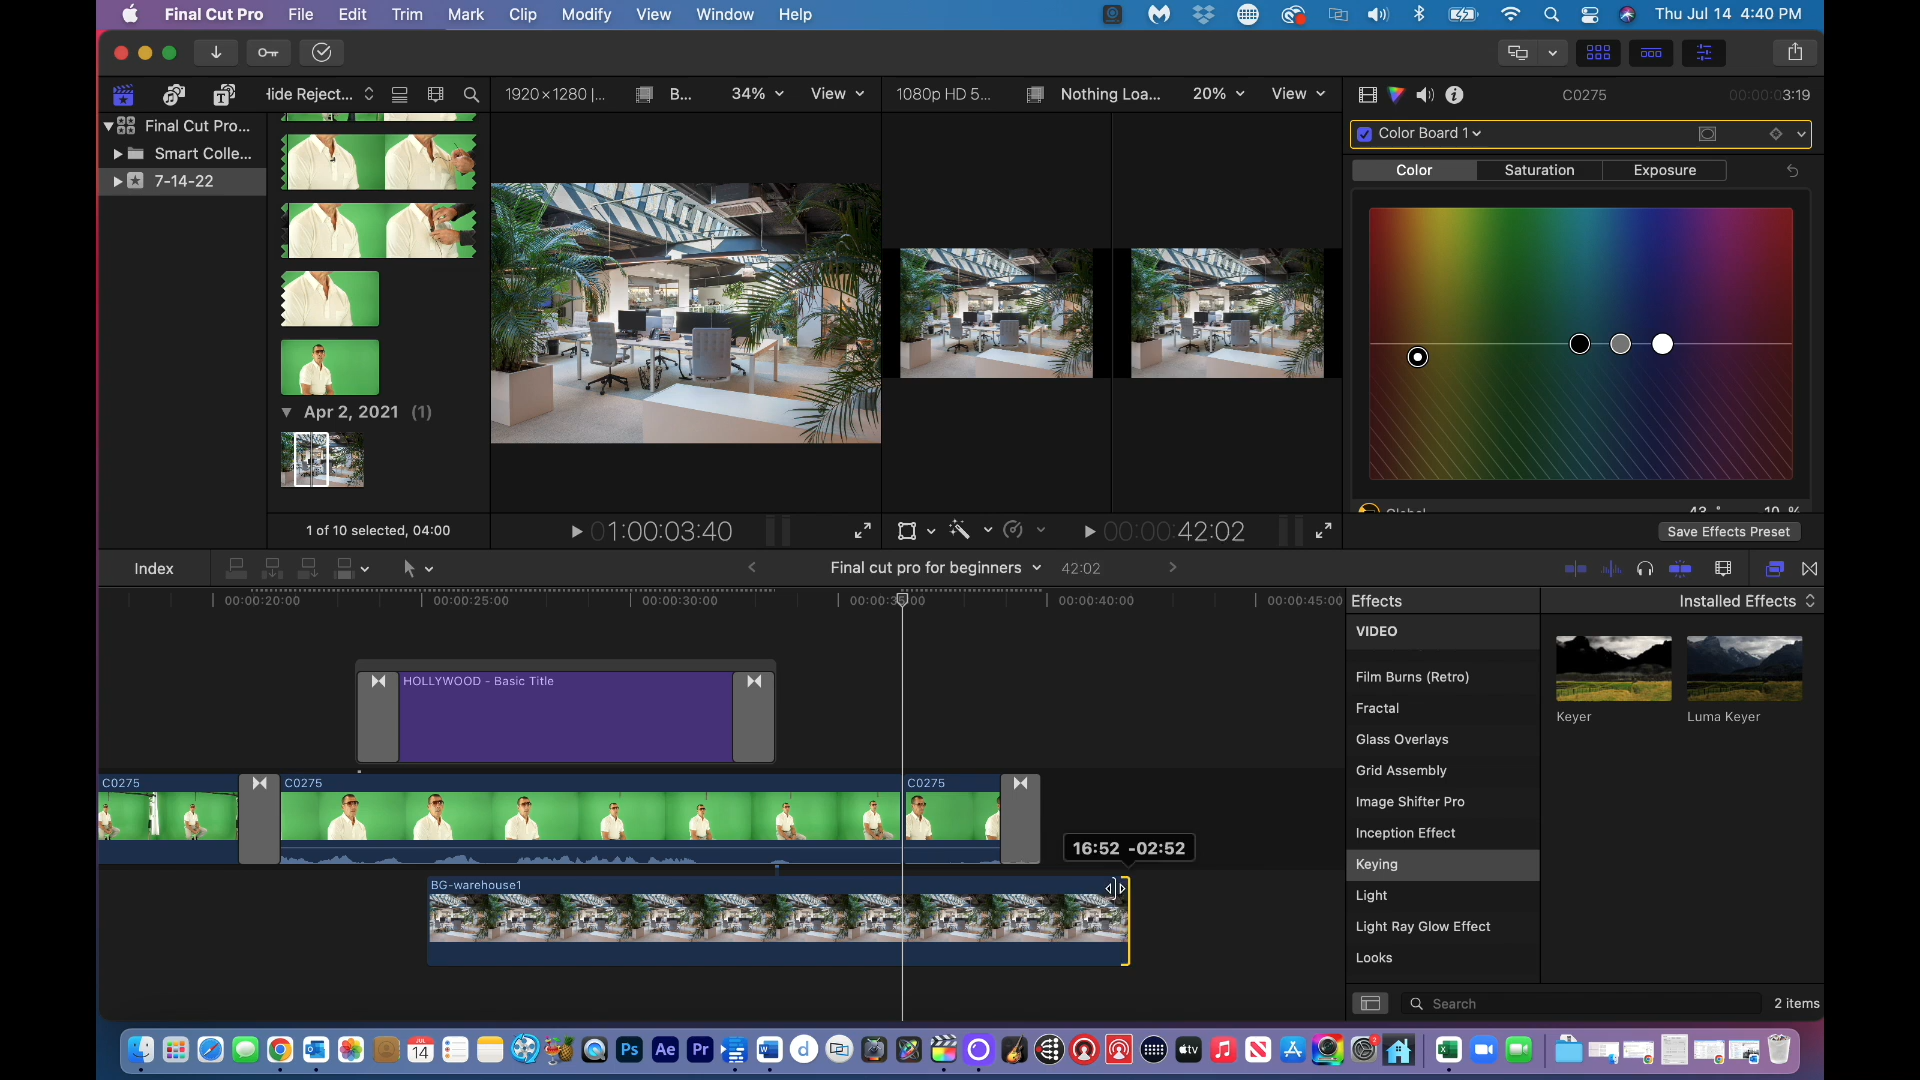 Final Cut Pro File Edit Trim Mark Clip Modify View Window Help Thu Jul 14 4:40 PM
Hide Reject... 1920×1280 |... B... 34% View 1080p HD 5... Nothing Loa... 20% View C0275 00:00:03:19
Final Cut Pro...
Smart Colle...
7-14-22
Apr 2, 2021 (1)
1 of 10 selected, 04:00
01:00:03:40
00:00:42:02
Color Board 1
Color Saturation Exposure
Save Effects Preset
Index Final cut pro for beginners 42:02
00:00:20:00 00:00:25:00 00:00:30:00 00:00:40:00 00:00:45:00
HOLLYWOOD - Basic Title
C0275 C0275 C0275
16:52 -02:52
BG-warehouse1
Effects Installed Effects
VIDEO
Film Burns (Retro)
Fractal
Glass Overlays
Grid Assembly
Image Shifter Pro
Inception Effect
Keying
Light
Light Ray Glow Effect
Looks
Keyer Luma Keyer
Search 2 items
JUL
14
Ps Ae Pr
tv